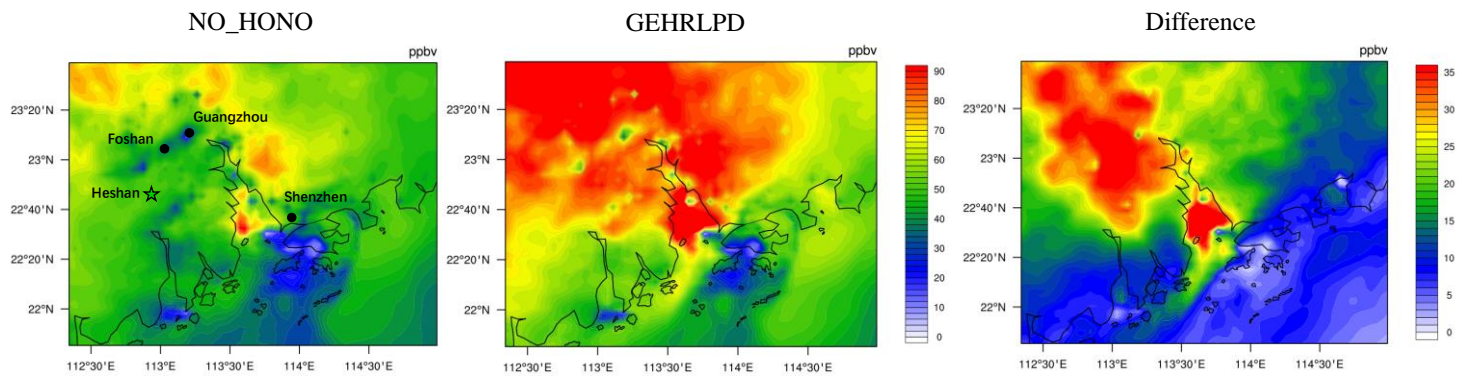 NO_HONO
GEHRLPD
Difference
ppbv
ppbv
ppbv
23°20'N
23°N
22°40'N
22°20'N
22°N
Guangzhou
Foshan
Heshan
Shenzhen
112°30'E
113°E
113°30'E
114°E
114°30'E
23°20'N
23°N
22°40'N
22°20'N
22°N
112°30'E
113°E
113°30'E
114°E
114°30'E
90
80
70
60
50
40
30
20
10
0
23°20'N
23°N
22°40'N
22°20'N
22°N
112°30'E
113°E
113°30'E
114°E
114°30'E
35
30
25
20
15
10
5
0